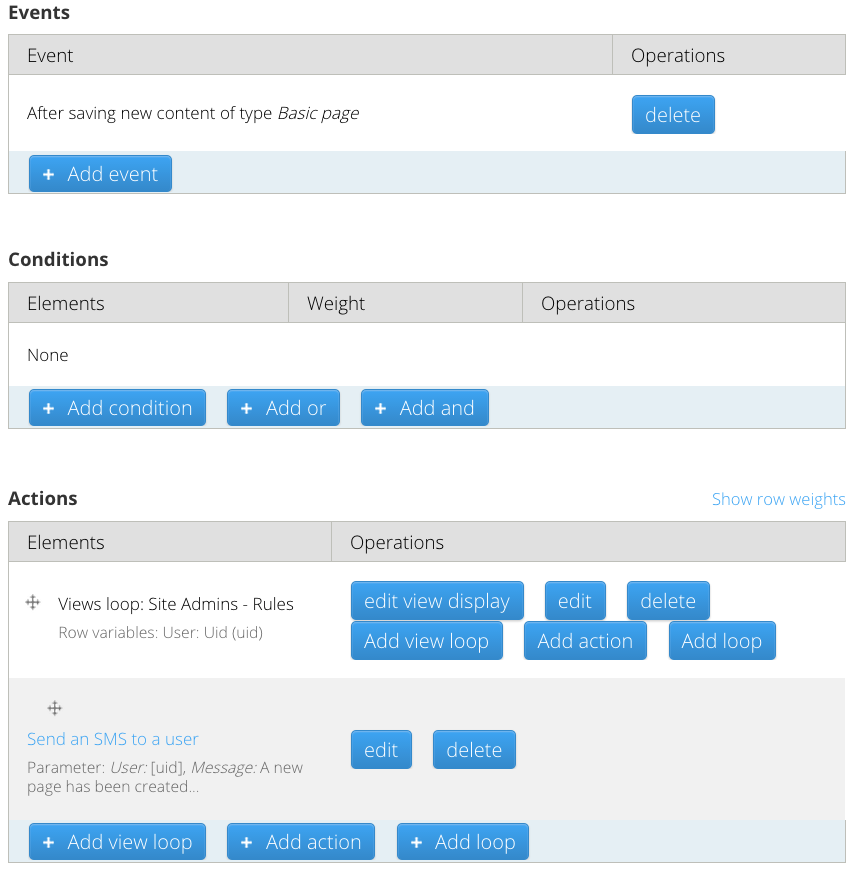 Events
Event Operations
After saving new content of type Basic page delete
+ Add event
Conditions
Elements Weight Operations
None
+ Add condition + Add or + Add and
Actions Show row weights
Elements Operations
Views loop: Site Admins - Rules edit view display edit delete
Row variables: User: Uid (uid) Add view loop Add action Add loop
Send an SMS to a user edit delete
Parameter: User: [uid], Message: A new
page has been created...
+ Add view loop + Add action + Add loop